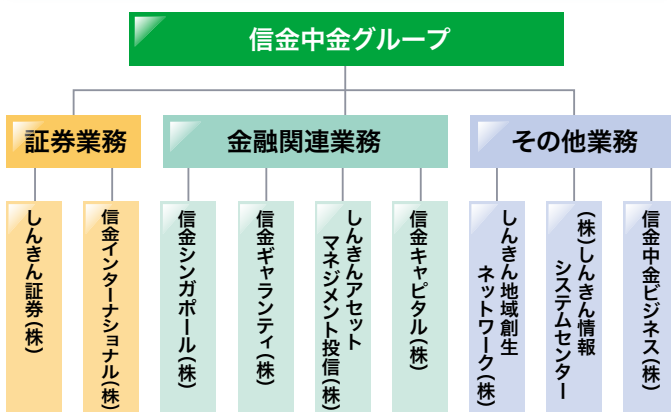 信金中金グループ
証券業務
金融関連業務
その他業務
しんきん証券(株)
信金インターナショナル(株)
信金シンガポール(株)
信金ギャランティ(株)
しんきんアセット
マネジメント投信(株)
信金キャピタル(株)
しんきん地域創生
ネットワーク(株)
(株)しんきん情報
システムセンター
信金中金ビジネス(株)